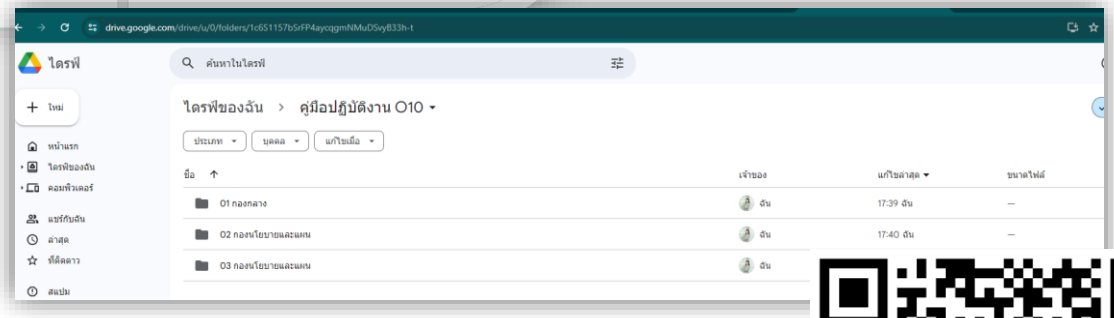 drive.google.com/drive/u/0/folders/1c6S1157bSrFP4aycqgmNMuDSvyB33h-t
ไดรฟ์
ค้นหาในไดรฟ์
+ ใหม่
ไดรฟ์ของฉัน > คู่มือปฏิบัติงาน O10
ประเภท บุคคล แก้ไขเมื่อ
หน้าแรก
ไดรฟ์ของฉัน
คอมพิวเตอร์
แชร์กับฉัน
ล่าสุด
ที่ติดดาว
สแปม
ชื่อ เจ้าของ แก้ไขล่าสุด ขนาดไฟล์
01 กองกลาง ฉัน 17:39 ฉัน —
02 กองนโยบายและแผน ฉัน 17:40 ฉัน —
03 กองนโยบายและแผน ฉัน